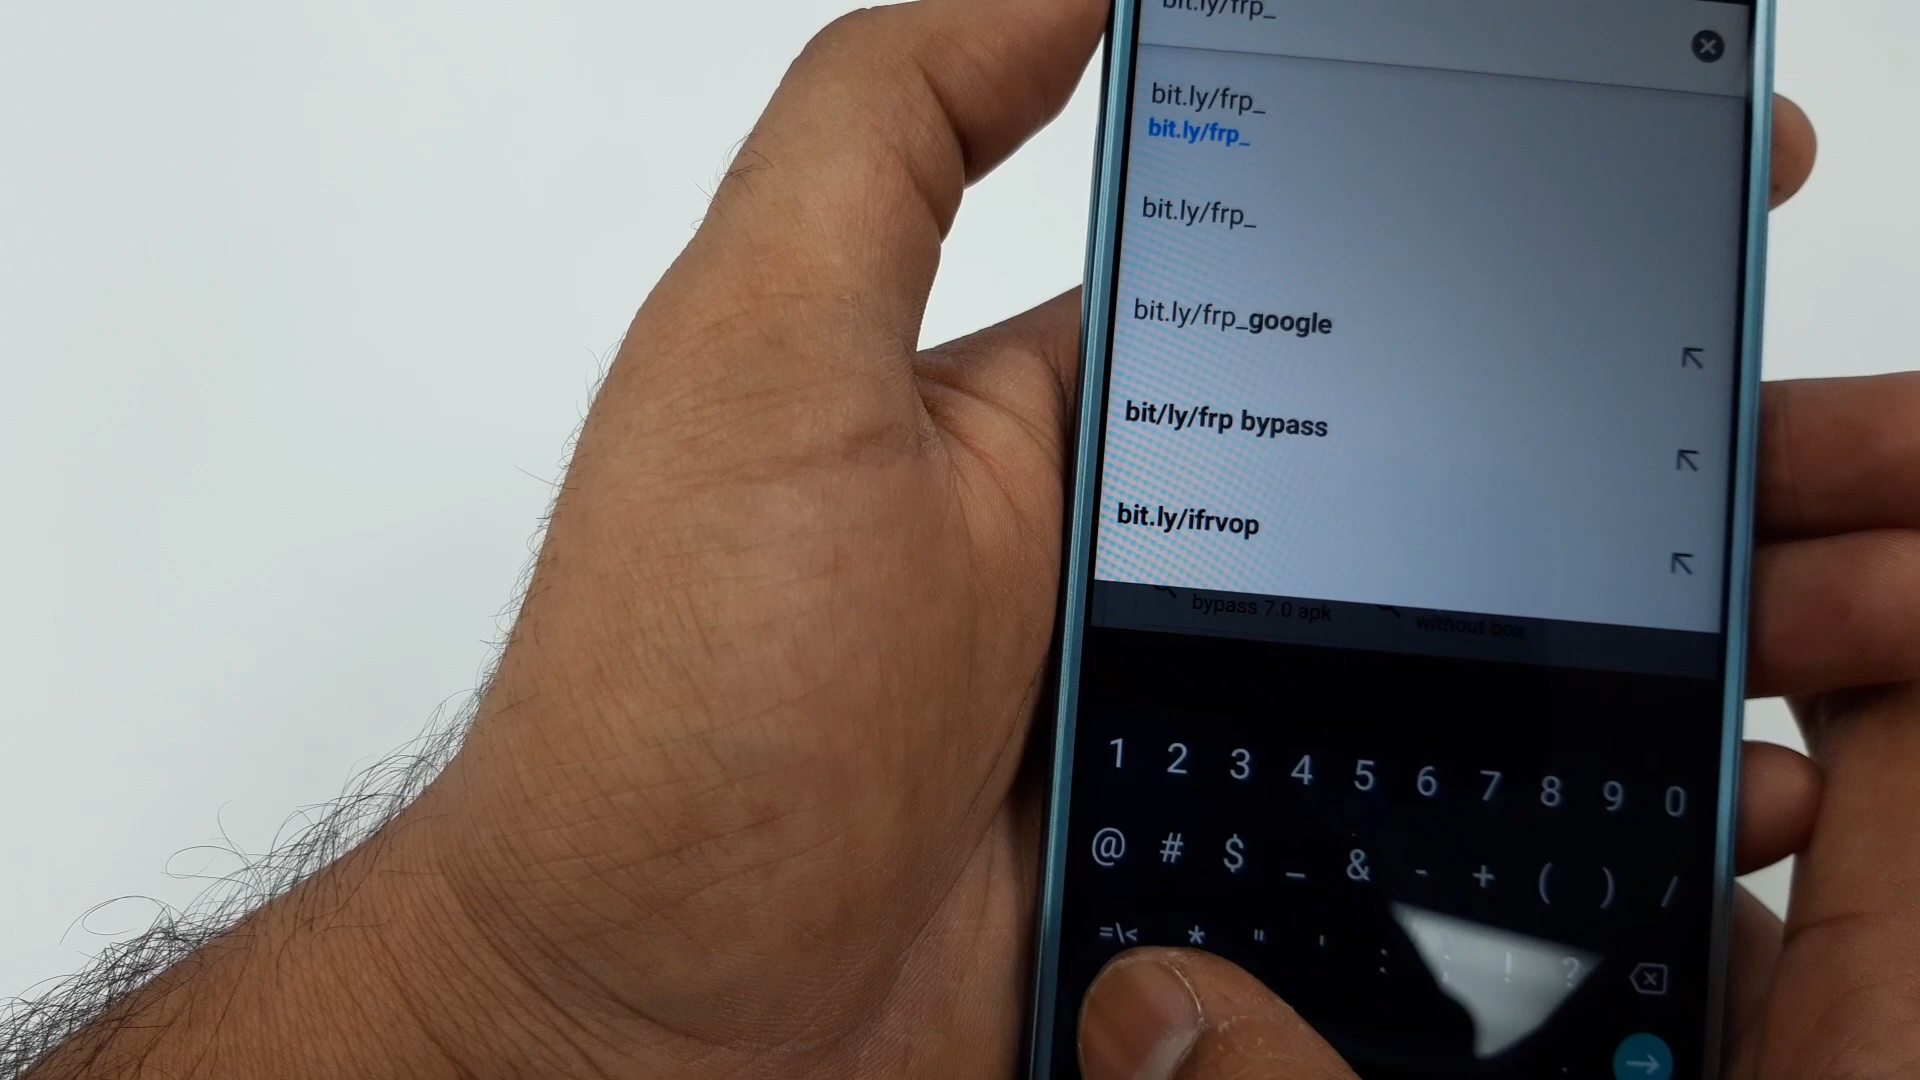 bit.ly/frp_
bit.ly/frp_
bit.ly/frp_
bit.ly/frp_
bit.ly/frp_google
bit/ly/frp bypass
bit.ly/ifrvop
bypass 7.0 apk
without box
1 2 3 4 5 6 7 8 9 0
@ # $ _ & - + ( ) /
=\< * " ' : ; ! ?
.